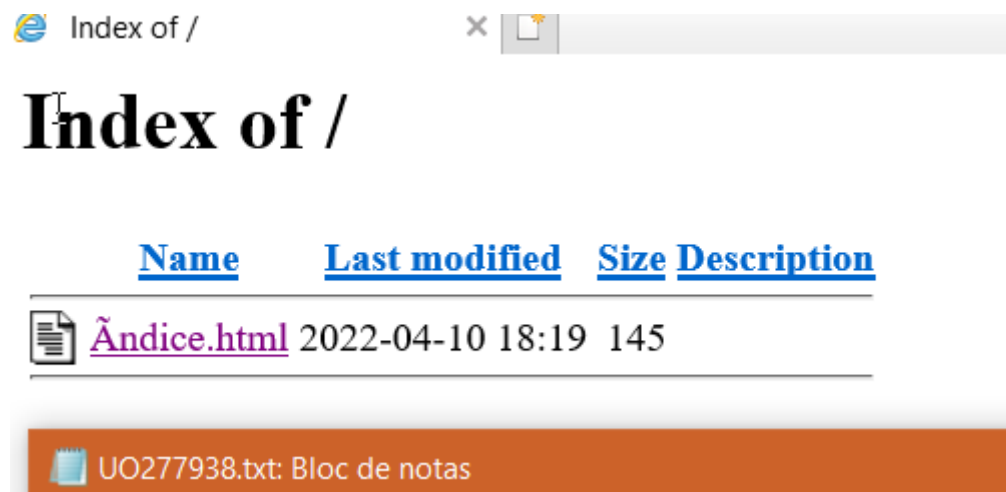 Index of /
Index of /
Name Last modified Size Description
Ãndice.html 2022-04-10 18:19 145
UO277938.txt: Bloc de notas